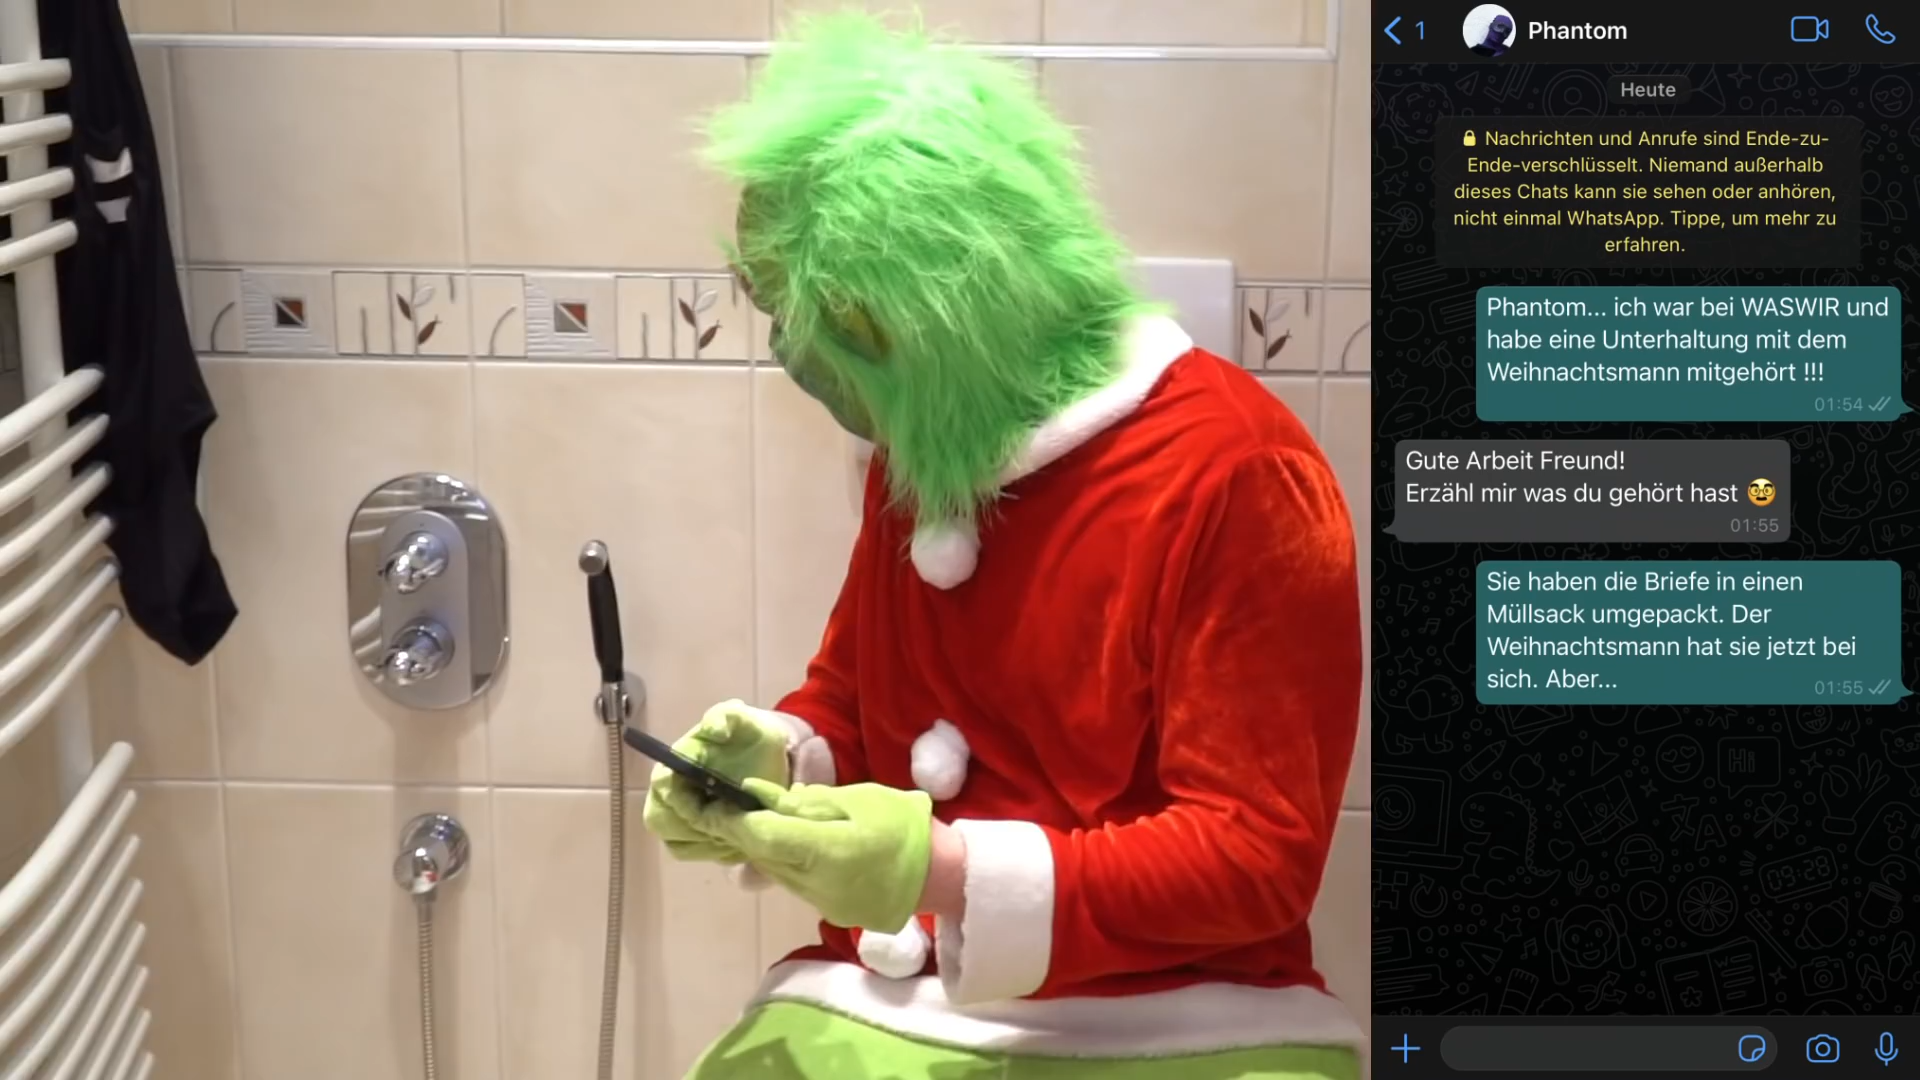 1
Phantom
Heute
Nachrichten und Anrufe sind Ende-zu-
Ende-verschlüsselt. Niemand außerhalb
dieses Chats kann sie sehen oder anhören,
nicht einmal WhatsApp. Tippe, um mehr zu
erfahren.
Phantom... ich war bei WASWIR und
habe eine Unterhaltung mit dem
Weihnachtsmann mitgehört !!!
01:54
Gute Arbeit Freund!
Erzähl mir was du gehört hast 🥸
01:55
Sie haben die Briefe in einen
Müllsack umgepackt. Der
Weihnachtsmann hat sie jetzt bei
sich. Aber...
01:55
Hi
09:28